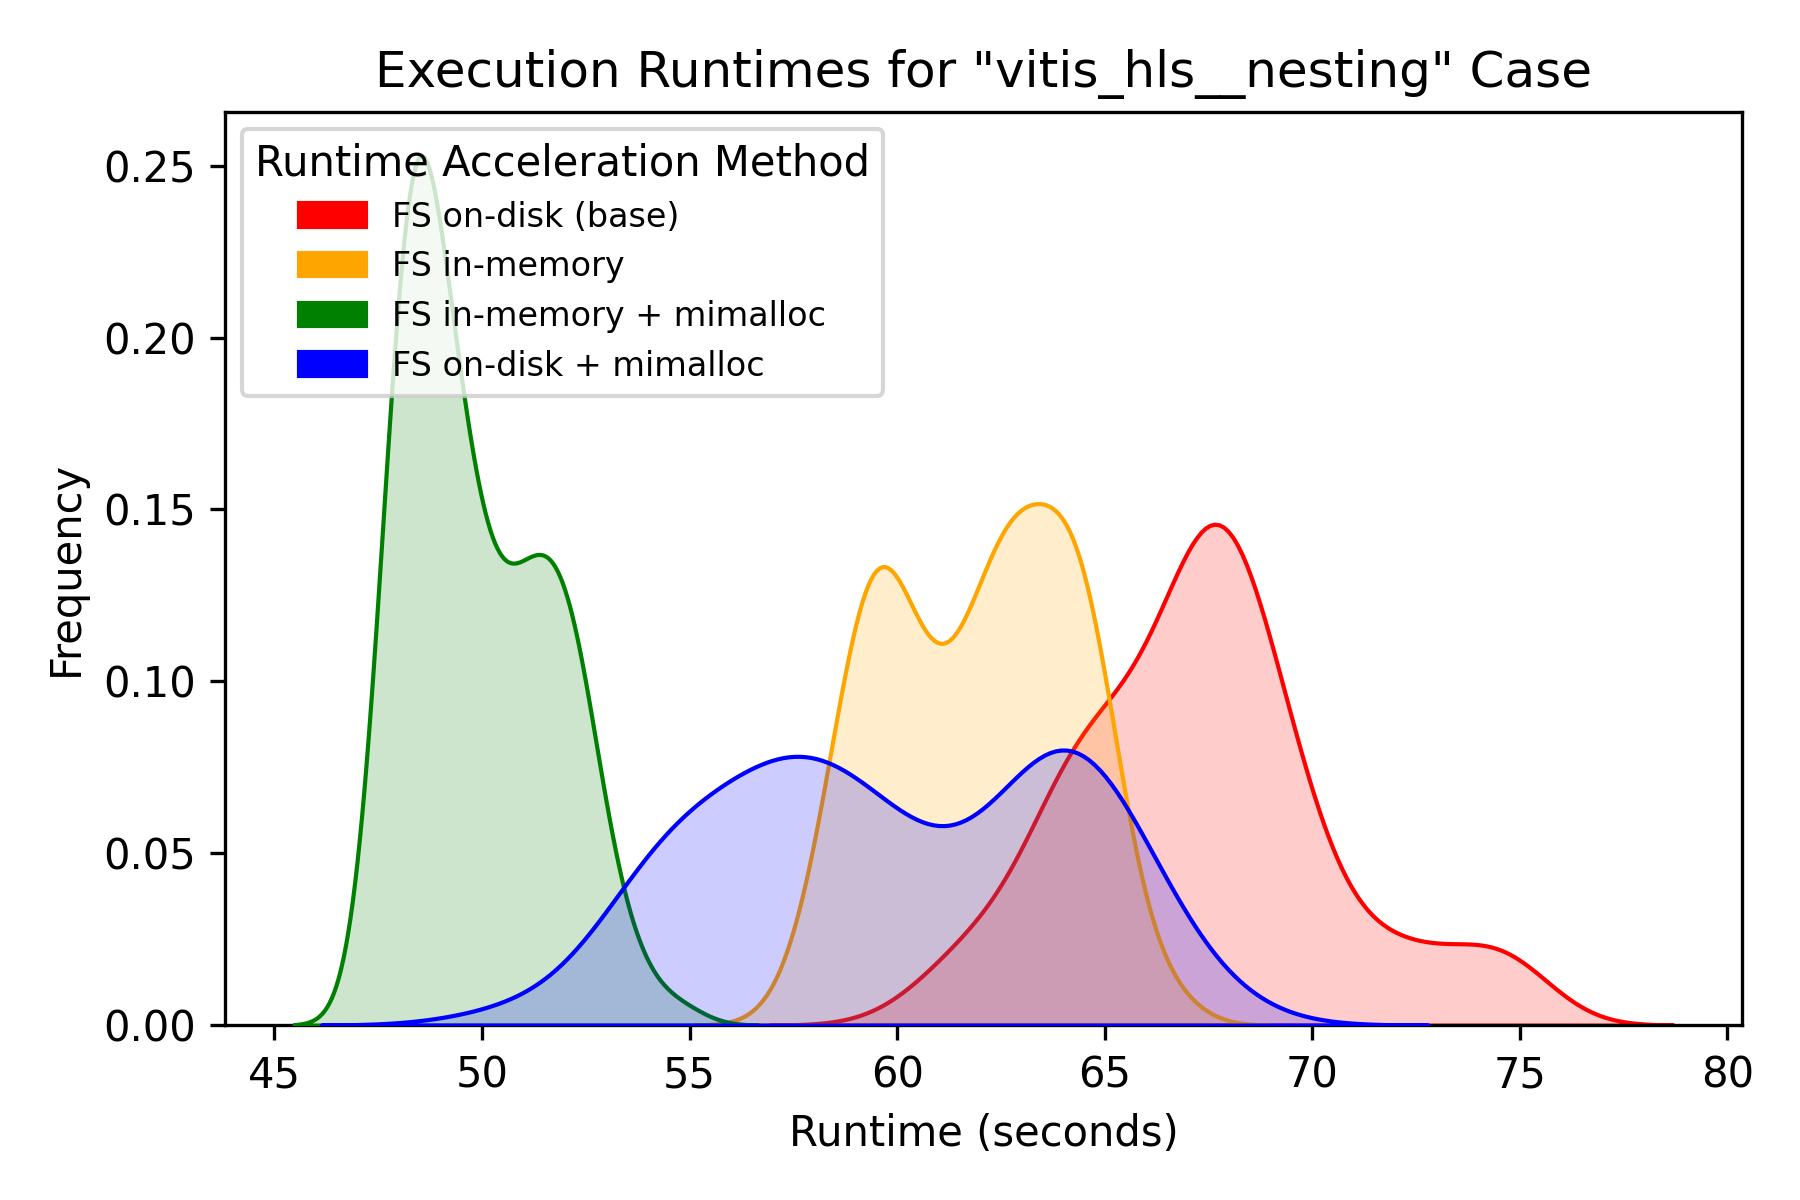 Execution Runtimes for "vitis_hls__nesting" Case
Runtime Acceleration Method
FS on-disk (base)
FS in-memory
FS in-memory + mimalloc
FS on-disk + mimalloc
Frequency
0.25
0.20
0.15
0.10
0.05
0.00
45 50 55 60 65 70 75 80
Runtime (seconds)